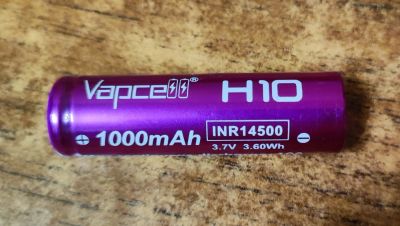 Vapcell® H10
1000mAh INR14500
3.7V 3.60Wh